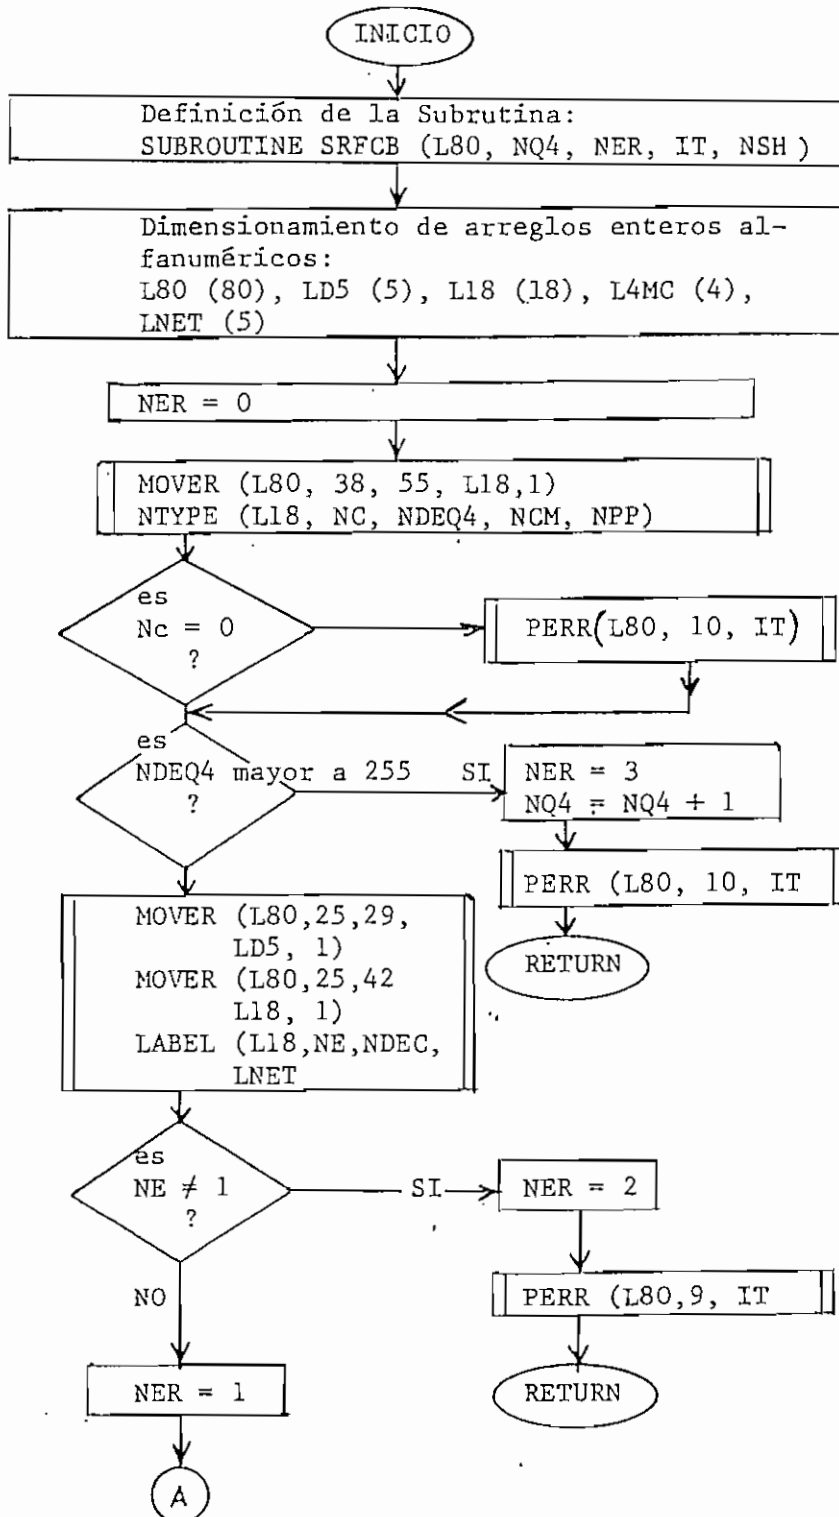 INICIO
Definición de la Subrutina:
SUBROUTINE SRFCB (L80, NQ4, NER, IT, NSH )
Dimensionamiento de arreglos enteros al-
fanuméricos:
L80 (80), LD5 (5), L18 (18), L4MC (4),
LNET (5)
NER = 0
MOVER (L80, 38, 55, L18,1)
NTYPE (L18, NC, NDEQ4, NCM, NPP)
es
Nc = 0
?
PERR(L80, 10, IT)
es
NDEQ4 mayor a 255
?
SI
NER = 3
NQ4 = NQ4 + 1
PERR (L80, 10, IT
RETURN
MOVER (L80,25,29,
LD5, 1)
MOVER (L80,25,42
L18, 1)
LABEL (L18,NE,NDEC,
LNET
es
NE ≠ 1
?
SI
NER = 2
PERR (L80,9, IT
RETURN
NO
NER = 1
A